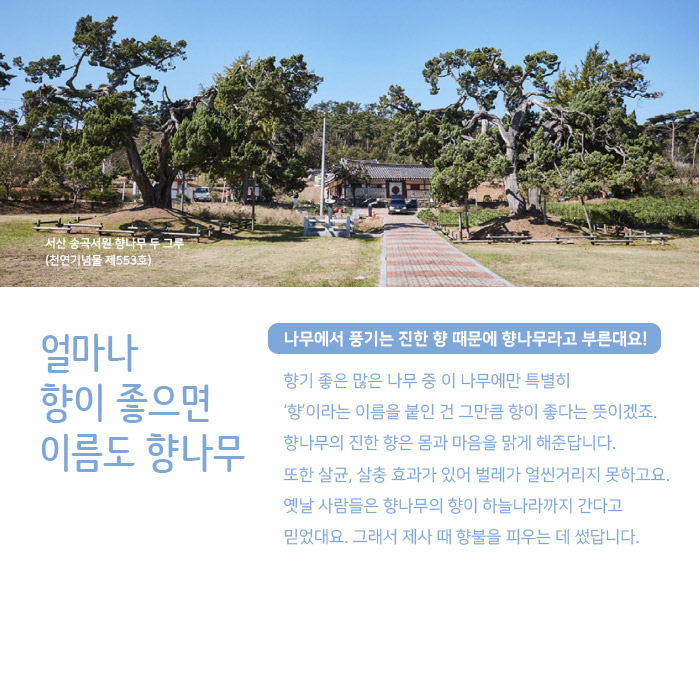 서산 송곡서원 향나무 두 그루
(천연기념물 제553호)
얼마나
향이 좋으면
이름도 향나무
나무에서 풍기는 진한 향 때문에 향나무라고 부른대요!
향기 좋은 많은 나무 중 이 나무에만 특별히
‘향’이라는 이름을 붙인 건 그만큼 향이 좋다는 뜻이겠죠.
향나무의 진한 향은 몸과 마음을 맑게 해준답니다.
또한 살균, 살충 효과가 있어 벌레가 얼씬거리지 못하고요.
옛날 사람들은 향나무의 향이 하늘나라까지 간다고
믿었대요. 그래서 제사 때 향불을 피우는 데 썼답니다.